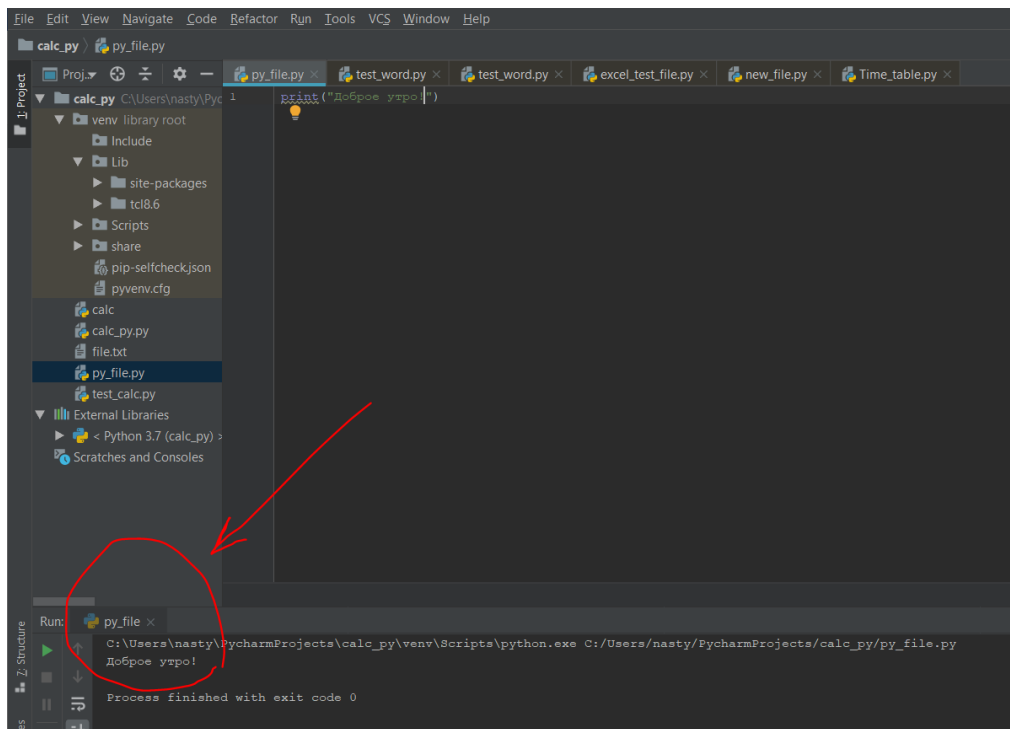 File Edit View Navigate Code Refactor Run Tools VCS Window Help
calc_py py_file.py
Proj. py_file.py test_word.py test_word.py excel_test_file.py new_file.py Time_table.py
1: Project
calc_py C:\Users\nasty\Pyc
1 print("Доброе утро!")
venv library root
Include
Lib
site-packages
tcl8.6
Scripts
share
pip-selfcheck.json
pyvenv.cfg
calc
calc_py.py
file.txt
py_file.py
test_calc.py
External Libraries
< Python 3.7 (calc_py) >
Scratches and Consoles
Run: py_file
C:\Users\nasty\PycharmProjects\calc_py\venv\Scripts\python.exe C:/Users/nasty/PycharmProjects/calc_py/py_file.py
Доброе утро!
Process finished with exit code 0
Z: Structure